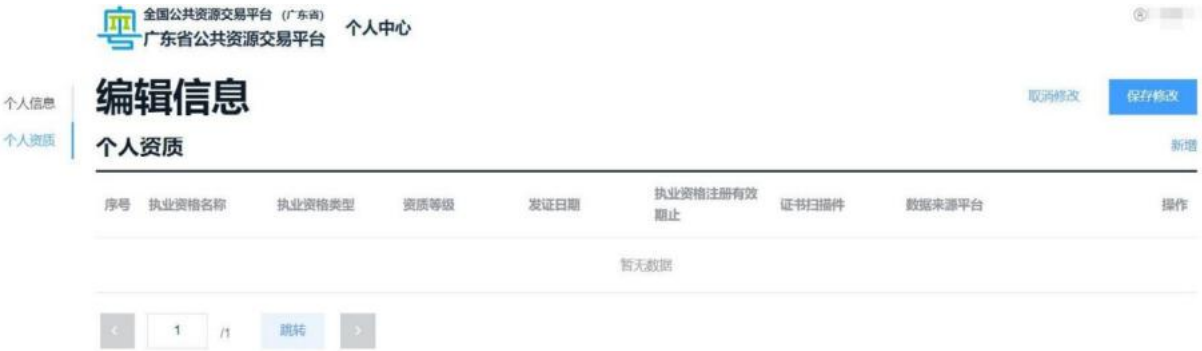 全国公共资源交易平台 (广东省)
广东省公共资源交易平台
个人中心
个人信息
个人资质
编辑信息
取消修改
保存修改
个人资质
新增
序号 执业资格名称 执业资格类型 资质等级 发证日期 执业资格注册有效
期止 证书扫描件 数据来源平台 操作
暂无数据
< 1 /1 跳转 >